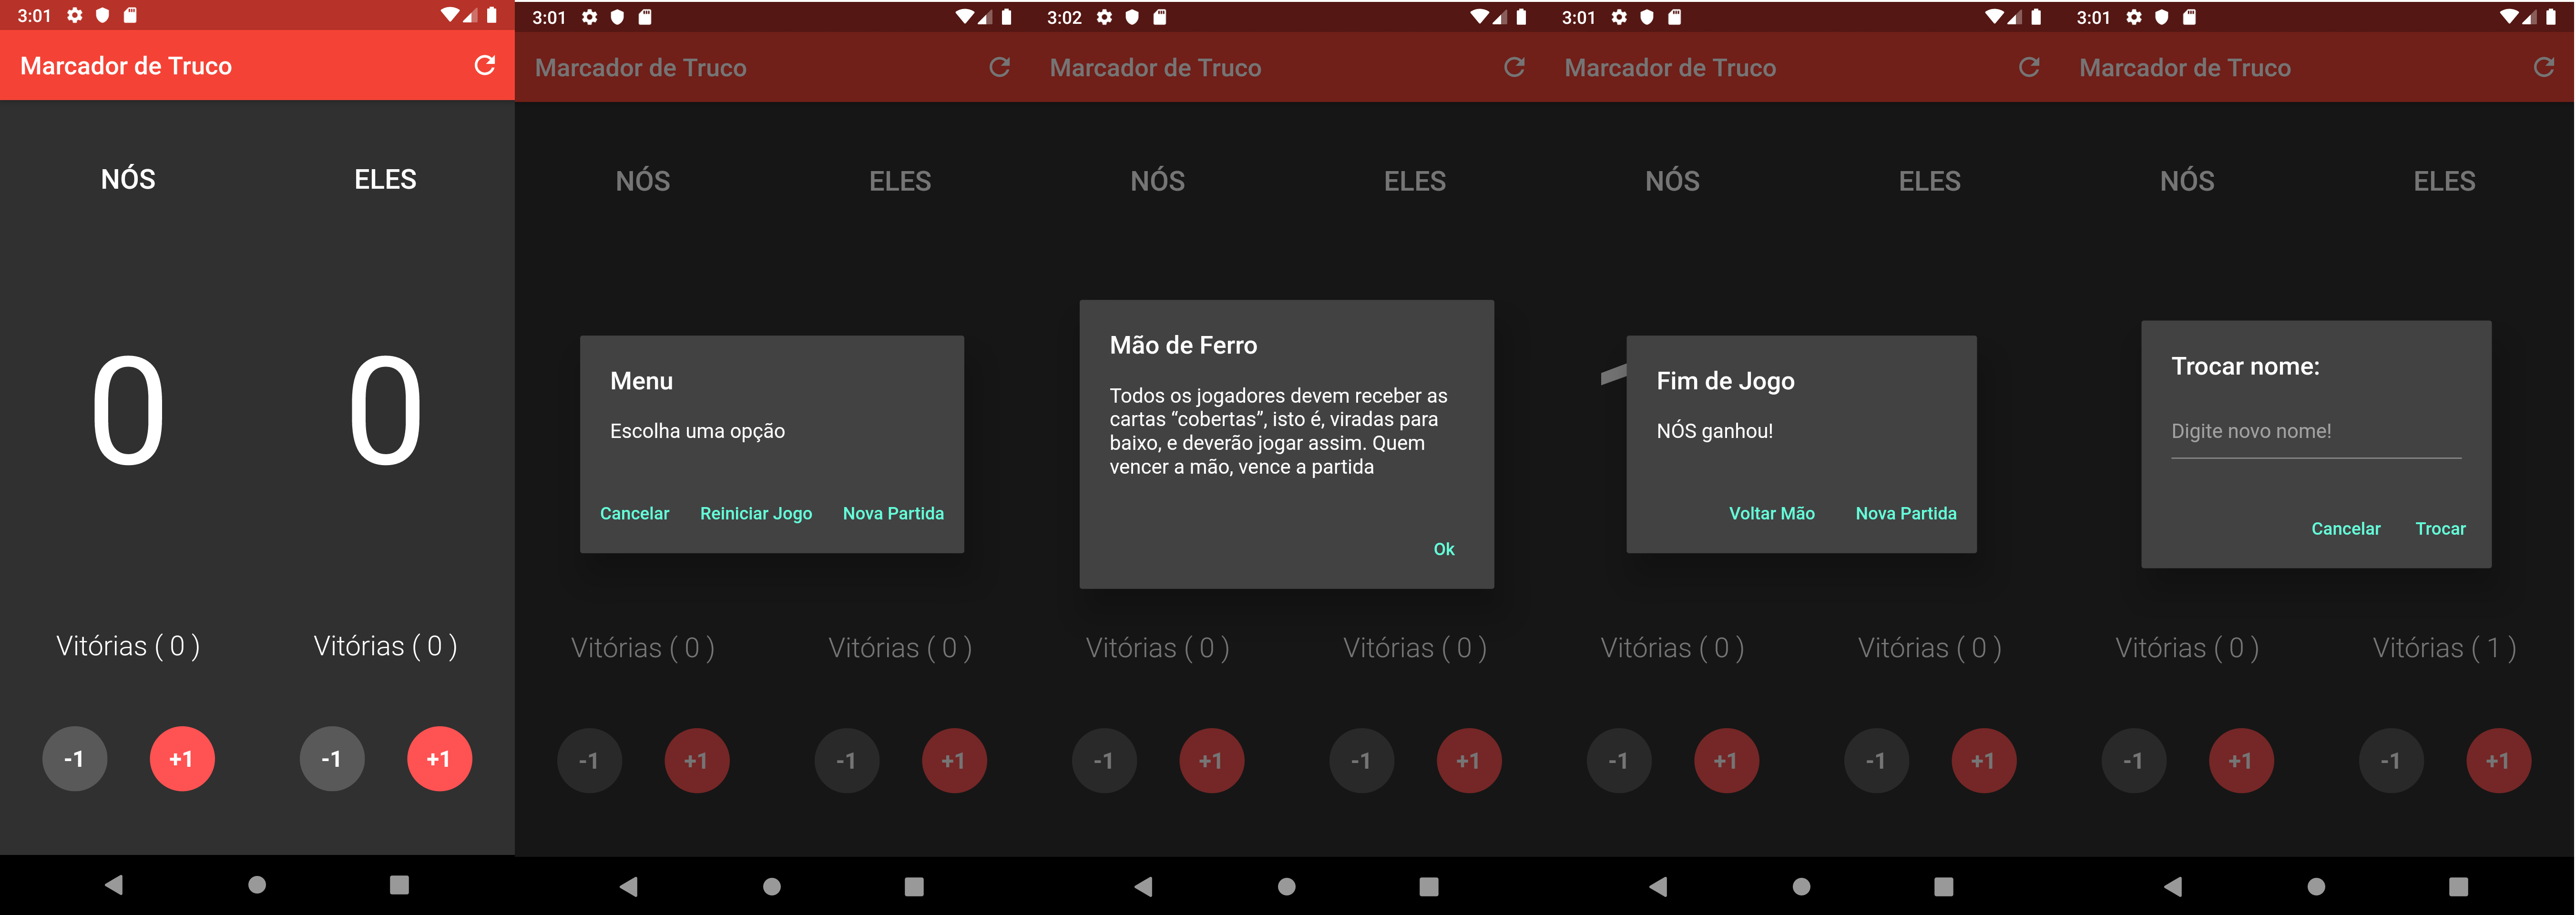 3:01
Marcador de Truco
NÓS
ELES
0
0
Vitórias ( 0 )
Vitórias ( 0 )
-1
+1
-1
+1
3:01
Marcador de Truco
NÓS
ELES
Menu
Escolha uma opção
Cancelar
Reiniciar Jogo
Nova Partida
Vitórias ( 0 )
Vitórias ( 0 )
-1
+1
-1
+1
3:02
Marcador de Truco
NÓS
ELES
Mão de Ferro
Todos os jogadores devem receber as
cartas “cobertas”, isto é, viradas para
baixo, e deverão jogar assim. Quem
vencer a mão, vence a partida
Ok
Vitórias ( 0 )
Vitórias ( 0 )
-1
+1
-1
+1
3:01
Marcador de Truco
NÓS
ELES
Fim de Jogo
NÓS ganhou!
Voltar Mão
Nova Partida
Vitórias ( 0 )
Vitórias ( 0 )
-1
+1
-1
+1
3:01
Marcador de Truco
NÓS
ELES
Trocar nome:
Digite novo nome!
Cancelar
Trocar
Vitórias ( 0 )
Vitórias ( 1 )
-1
+1
-1
+1